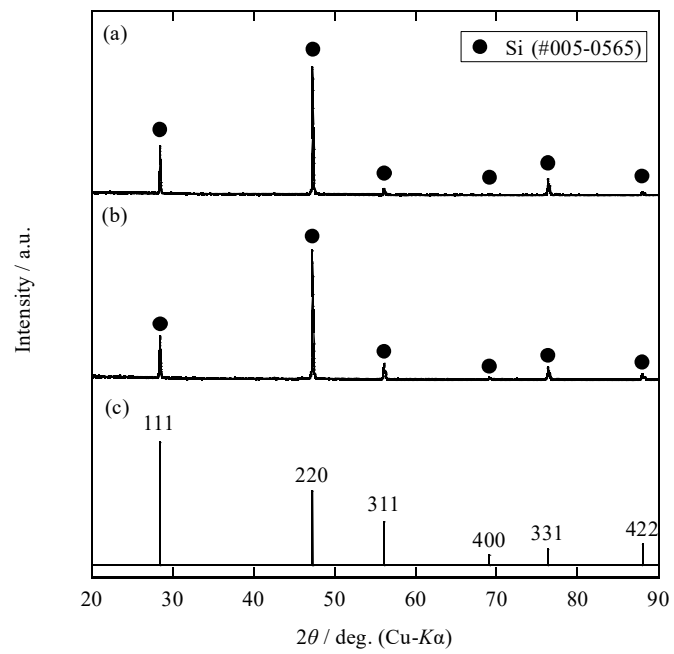 (a)
Si (#005-0565)
(b)
(c)
111
220
311
400
331
422
20 30 40 50 60 70 80 90
2θ / deg. (Cu-Kα)
Intensity / a.u.